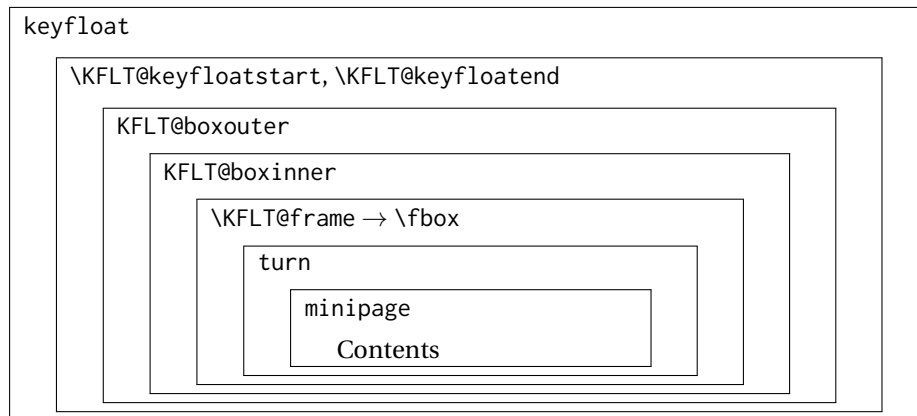 keyfloat
\KFLT@keyfloatstart, \KFLT@keyfloatend
KFLT@boxouter
KFLT@boxinner
\KFLT@frame → \fbox
turn
minipage
Contents